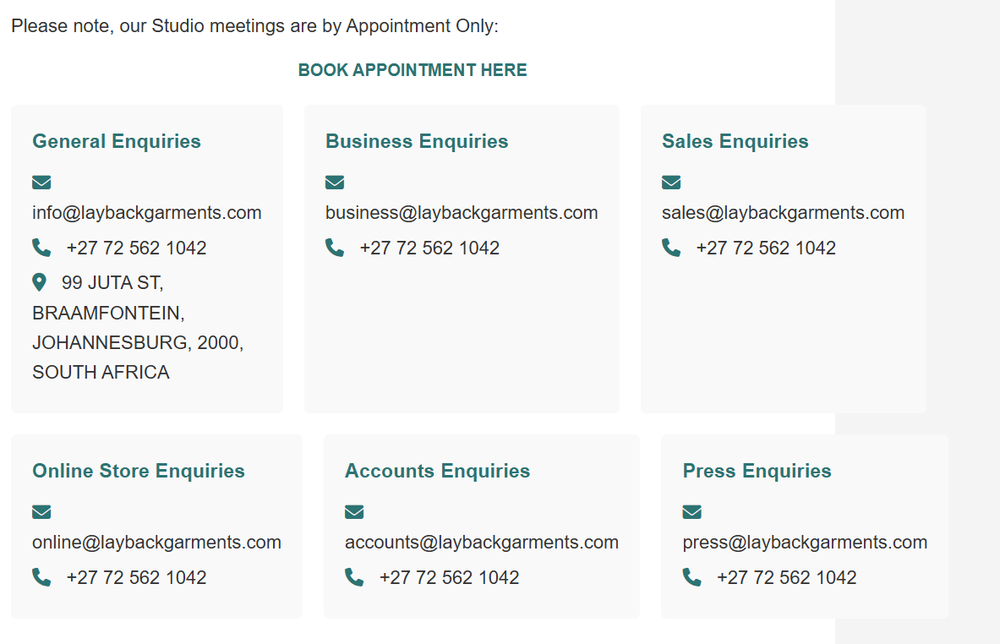 Please note, our Studio meetings are by Appointment Only:
BOOK APPOINTMENT HERE
General Enquiries
info@laybackgarments.com
+27 72 562 1042
99 JUTA ST,
BRAAMFONTEIN,
JOHANNESBURG, 2000,
SOUTH AFRICA
Business Enquiries
business@laybackgarments.com
+27 72 562 1042
Sales Enquiries
sales@laybackgarments.com
+27 72 562 1042
Online Store Enquiries
online@laybackgarments.com
+27 72 562 1042
Accounts Enquiries
accounts@laybackgarments.com
+27 72 562 1042
Press Enquiries
press@laybackgarments.com
+27 72 562 1042